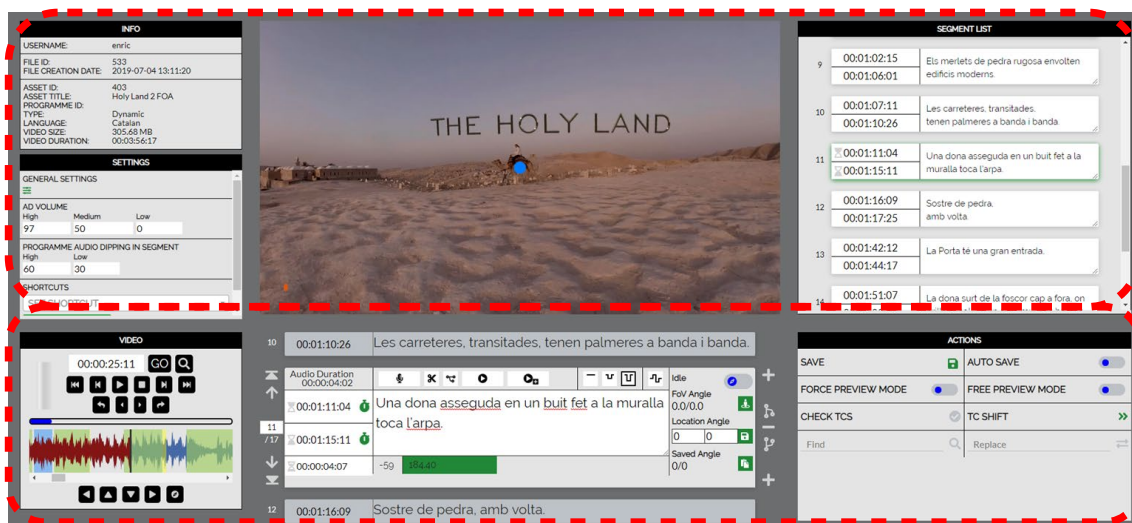 INFO
USERNAME: enric
FILE ID: 533
FILE CREATION DATE: 2019-07-04 13:11:20
ASSET ID: 403
ASSET TITLE: Holy Land 2 FOA
PROGRAMME ID:
TYPE: Dynamic
LANGUAGE: Catalan
VIDEO SIZE: 305.68 MB
VIDEO DURATION: 00:03:56:17
SETTINGS
GENERAL SETTINGS
AD VOLUME
High Medium Low
97 50 0
PROGRAMME AUDIO DIPPING IN SEGMENT
High Low
60 30
SHORTCUTS
SET SHORTCUT
THE HOLY LAND
SEGMENT LIST
9 00:01:02:15 Els merlets de pedra rugosa envolten
00:01:06:01 edificis moderns.
10 00:01:07:11 Les carreteres, transitades,
00:01:10:26 tenen palmeres a banda i banda.
11 00:01:11:04 Una dona asseguda en un buit fet a la
00:01:15:11 muralla toca l'arpa.
12 00:01:16:09 Sostre de pedra,
00:01:17:25 amb volta.
13 00:01:42:12 La Porta té una gran entrada.
00:01:44:17
14 00:01:51:07 La dona surt de la foscor cap a fora, on
VIDEO
00:00:25:11 GO
10 00:01:10:26 Les carreteres, transitades, tenen palmeres a banda i banda.
Audio Duration
00:00:04:02
00:01:11:04 Una dona asseguda en un buit fet a la muralla
toca l'arpa.
11
/ 17
00:01:15:11
00:00:04:07 -59 184.40
Idle
FoV Angle
0.0/0.0
Location Angle
0 0
Saved Angle
0/0
12 00:01:16:09 Sostre de pedra, amb volta.
ACTIONS
SAVE AUTO SAVE
FORCE PREVIEW MODE FREE PREVIEW MODE
CHECK TCS TC SHIFT
Find Replace